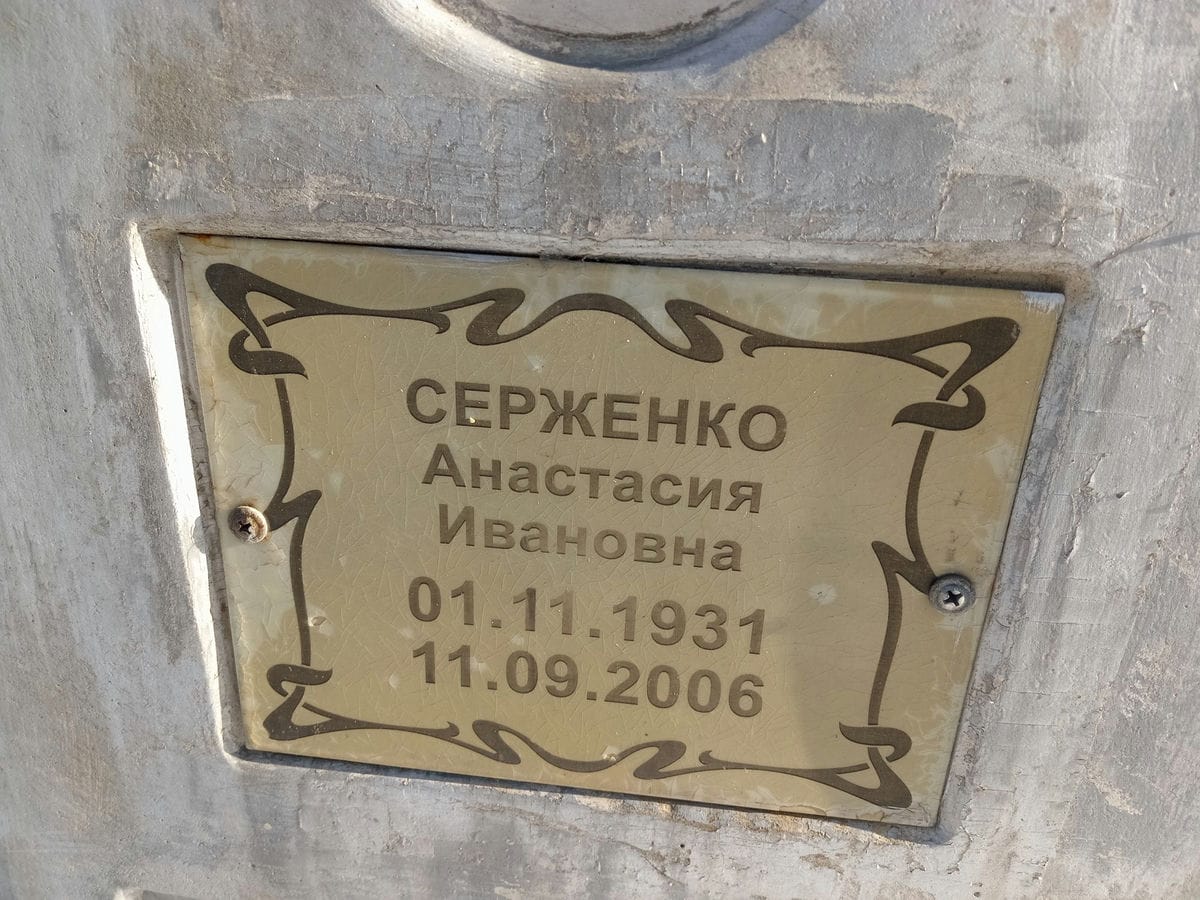 СЕРЖЕНКО
Анастасия
Ивановна
01.11.1931
11.09.2006